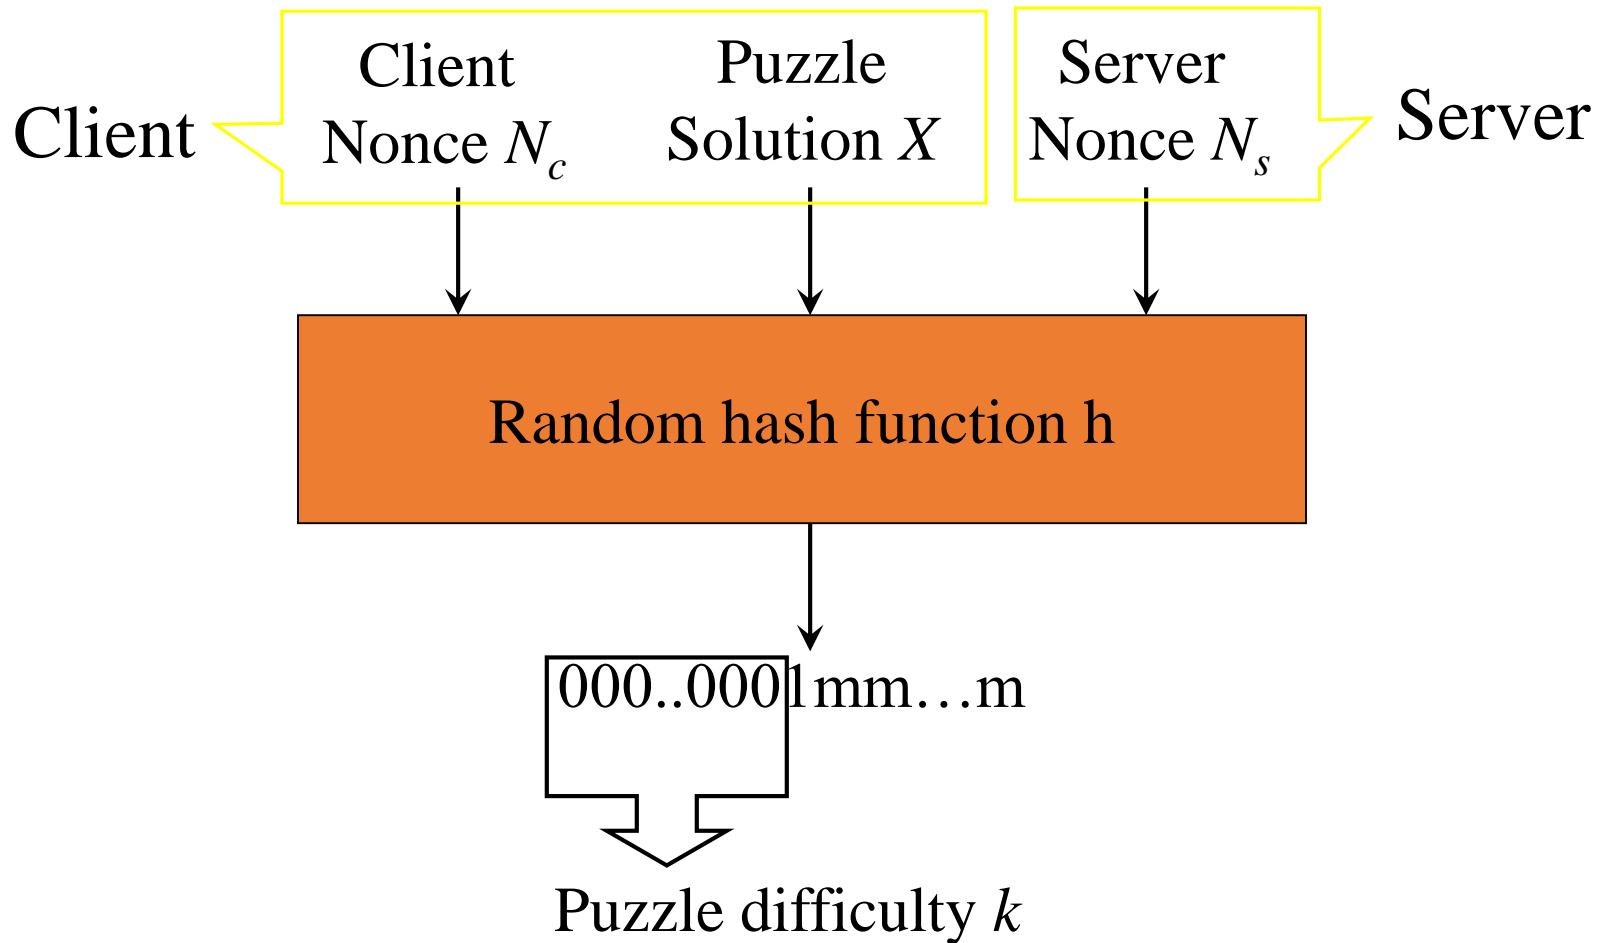 Client
Client
Nonce N_c
Puzzle
Solution X
Server
Nonce N_s
Server
Random hash function h
000..0001mm…m
Puzzle difficulty k